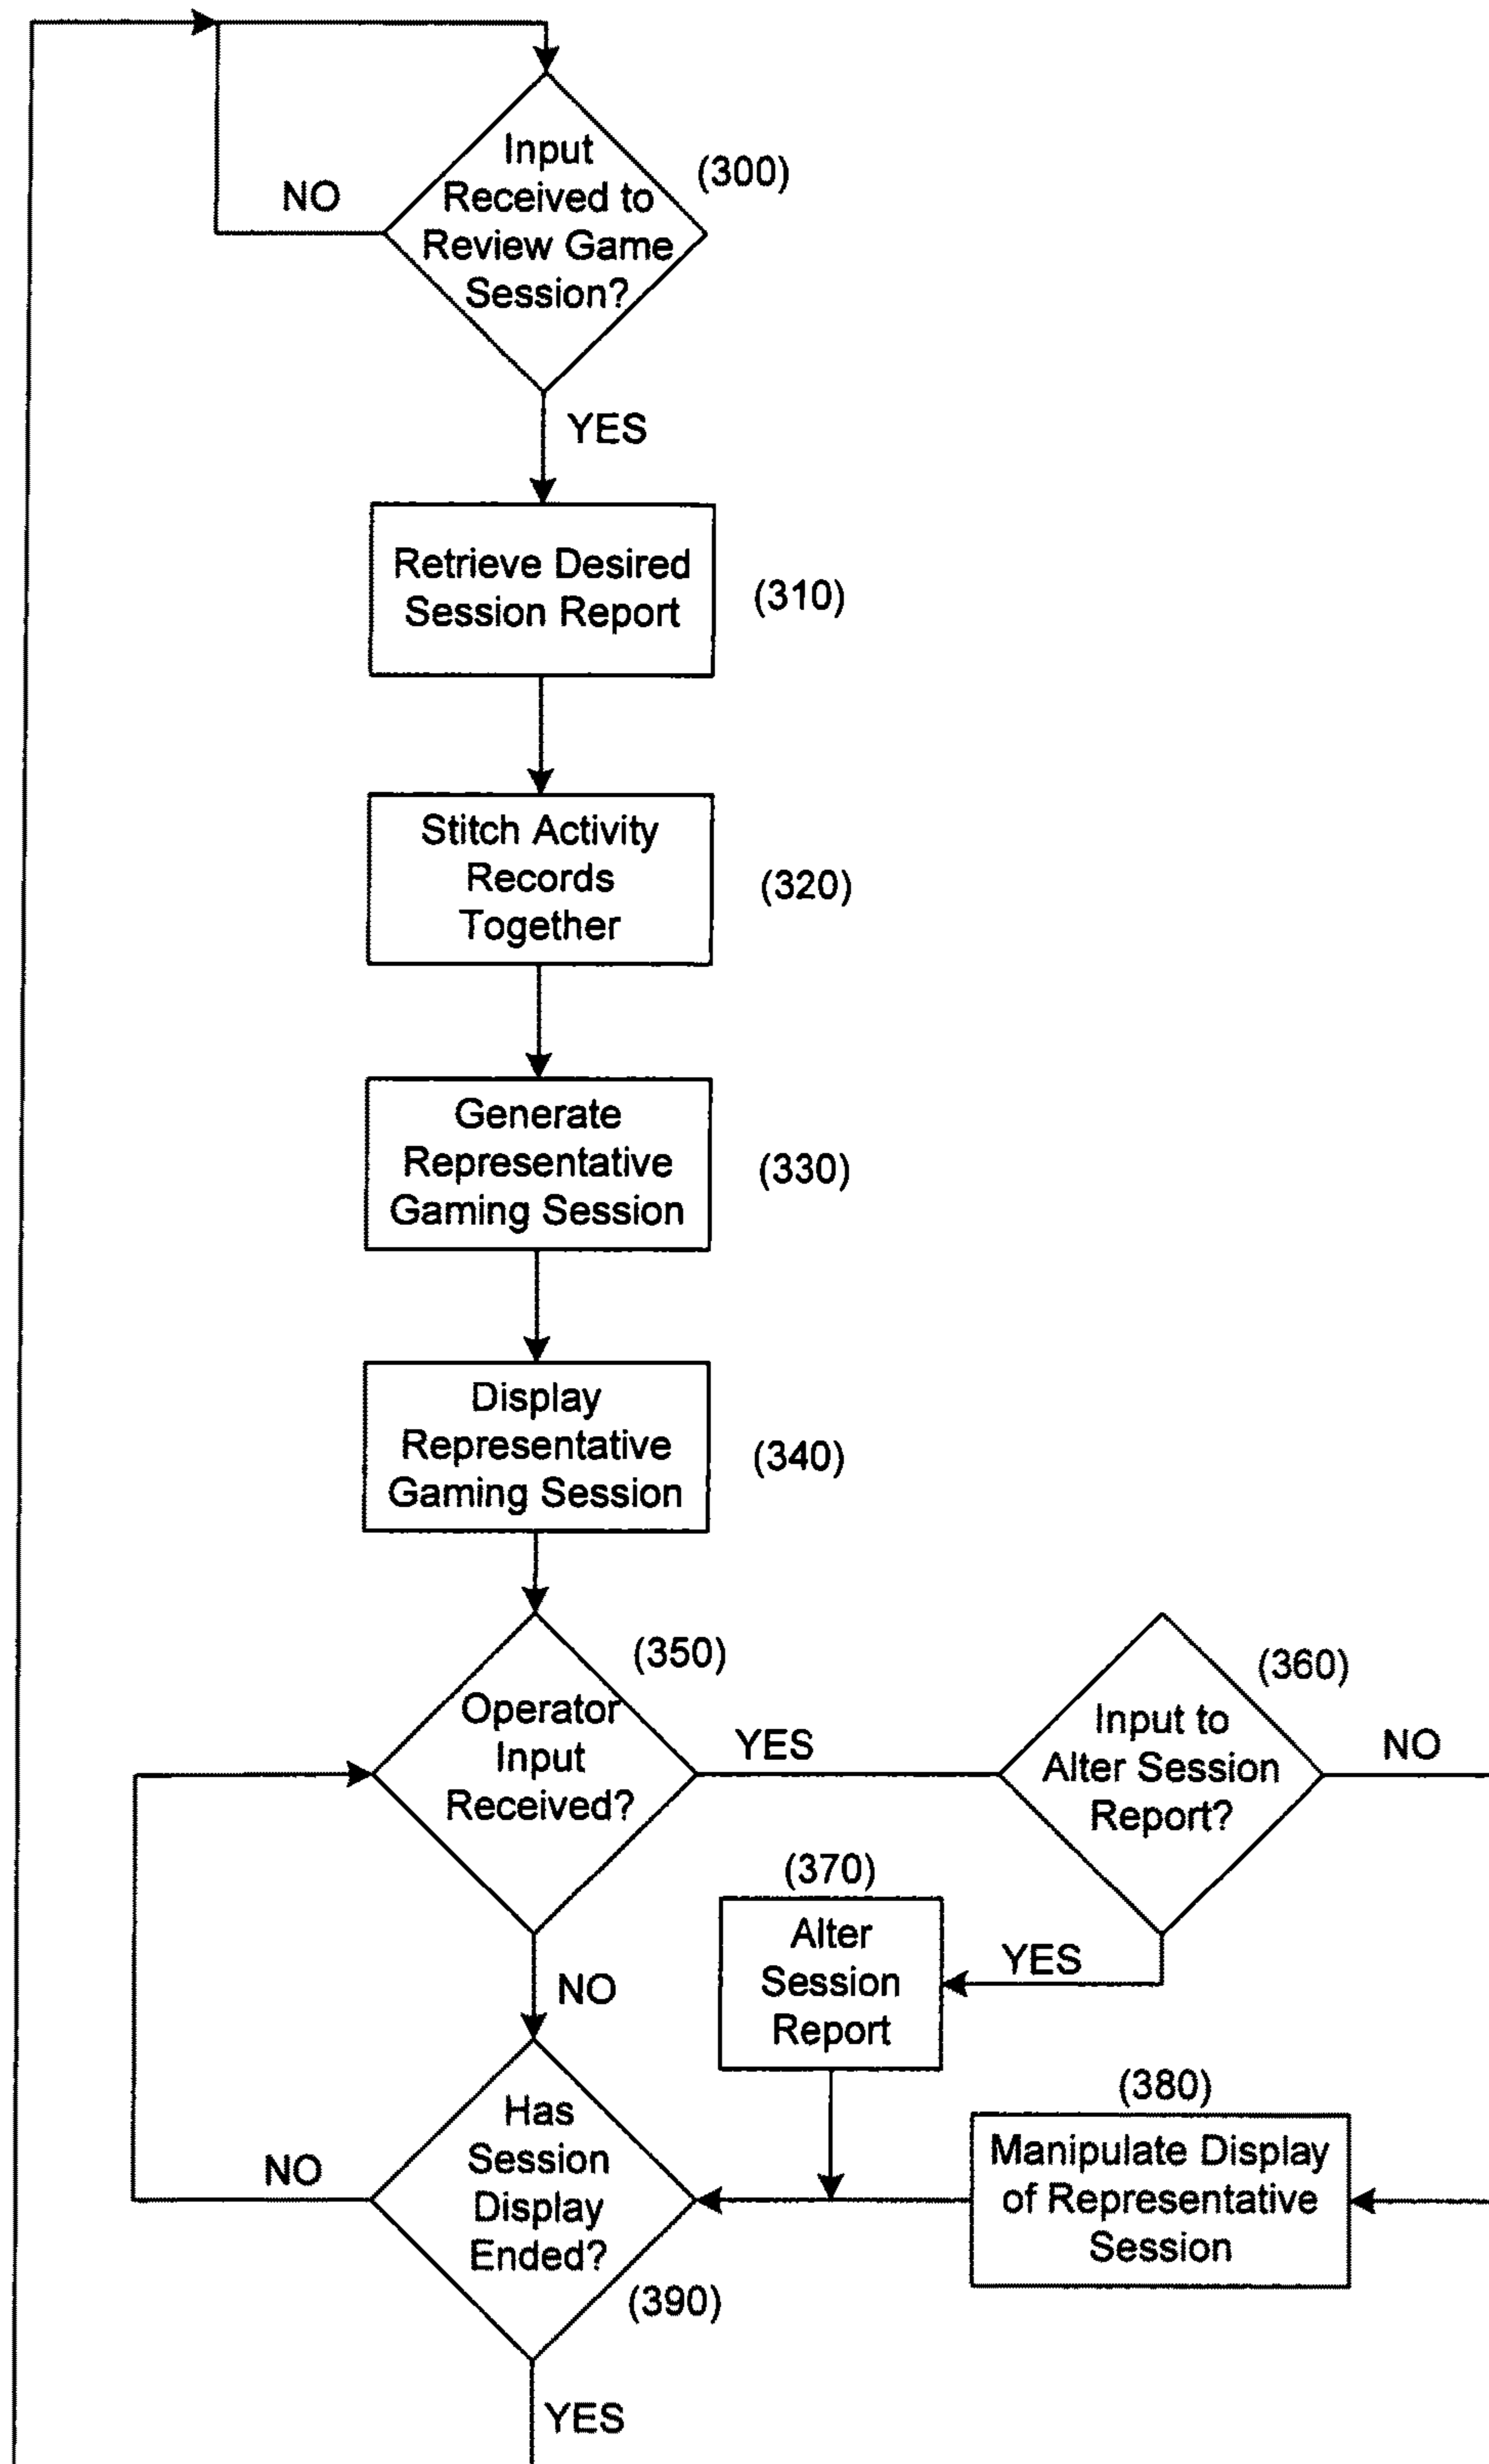 Input
Received to
Review Game
Session?
(300)
NO
YES
Retrieve Desired
Session Report
(310)
Stitch Activity
Records
Together
(320)
Generate
Representative
Gaming Session
(330)
Display
Representative
Gaming Session
(340)
Operator
Input
Received?
(350)
YES
Input to
Alter Session
Report?
(360)
NO
(370)
Alter
Session
Report
YES
NO
(380)
Manipulate Display
of Representative
Session
Has
Session
Display
Ended?
(390)
NO
YES